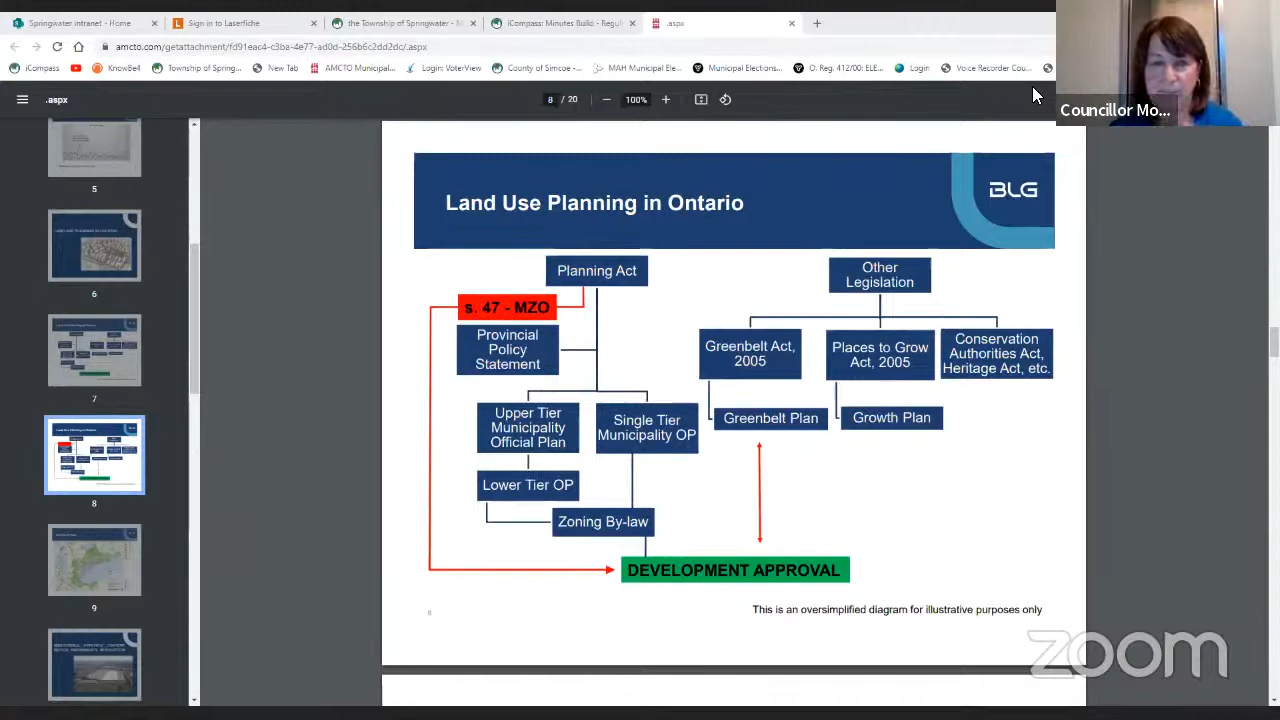 Springwater intranet - Home
Sign in to Laserfiche
the Township of Springwater - M
iCompass: Minutes Build - Regul
.aspx
amcto.com/getattachment/fd91eac4-c3ba-4e77-ad0d-256b6c2dd2dc/.aspx
iCompass
KnowBe4
Township of Spring...
New Tab
AMCTO Municipal...
Login: VoterView
County of Simcoe -...
MAH Municipal Ele...
Municipal Elections...
O. Reg. 412/00: ELE...
Login
Voice Recorder Cou...
.aspx
8 / 20
100%
Councillor Mo...
5
6
7
8
9
Land Use Planning in Ontario
BLG
Planning Act
Other
Legislation
s. 47 - MZO
Provincial
Policy
Statement
Greenbelt Act,
2005
Places to Grow
Act, 2005
Conservation
Authorities Act,
Heritage Act, etc.
Upper Tier
Municipality
Official Plan
Single Tier
Municipality OP
Greenbelt Plan
Growth Plan
Lower Tier OP
Zoning By-law
DEVELOPMENT APPROVAL
This is an oversimplified diagram for illustrative purposes only
8
zoom